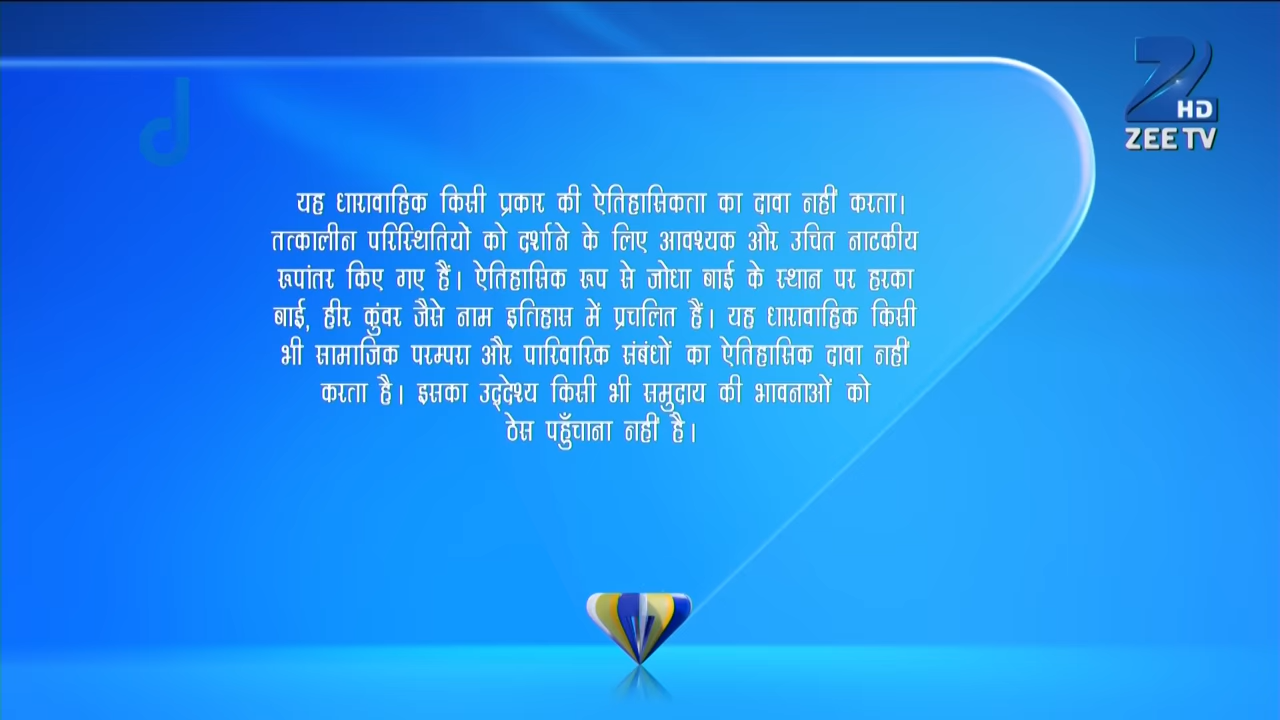 HD
ZEE TV
यह धारावाहिक किसी प्रकार की ऐतिहासिकता का दावा नहीं करता।
तत्कालीन परिस्थितियों को दर्शाने के लिए आवश्यक और उचित नाटकीय
रूपांतर किए गए हैं। ऐतिहासिक रूप से जोधा बाई के स्थान पर हरका
बाई, हीर कुंवर जैसे नाम इतिहास में प्रचलित हैं। यह धारावाहिक किसी
भी सामाजिक परम्परा और पारिवारिक संबंधों का ऐतिहासिक दावा नहीं
करता है। इसका उद्देश्य किसी भी समुदाय की भावनाओं को
ठेस पहुँचाना नहीं है।